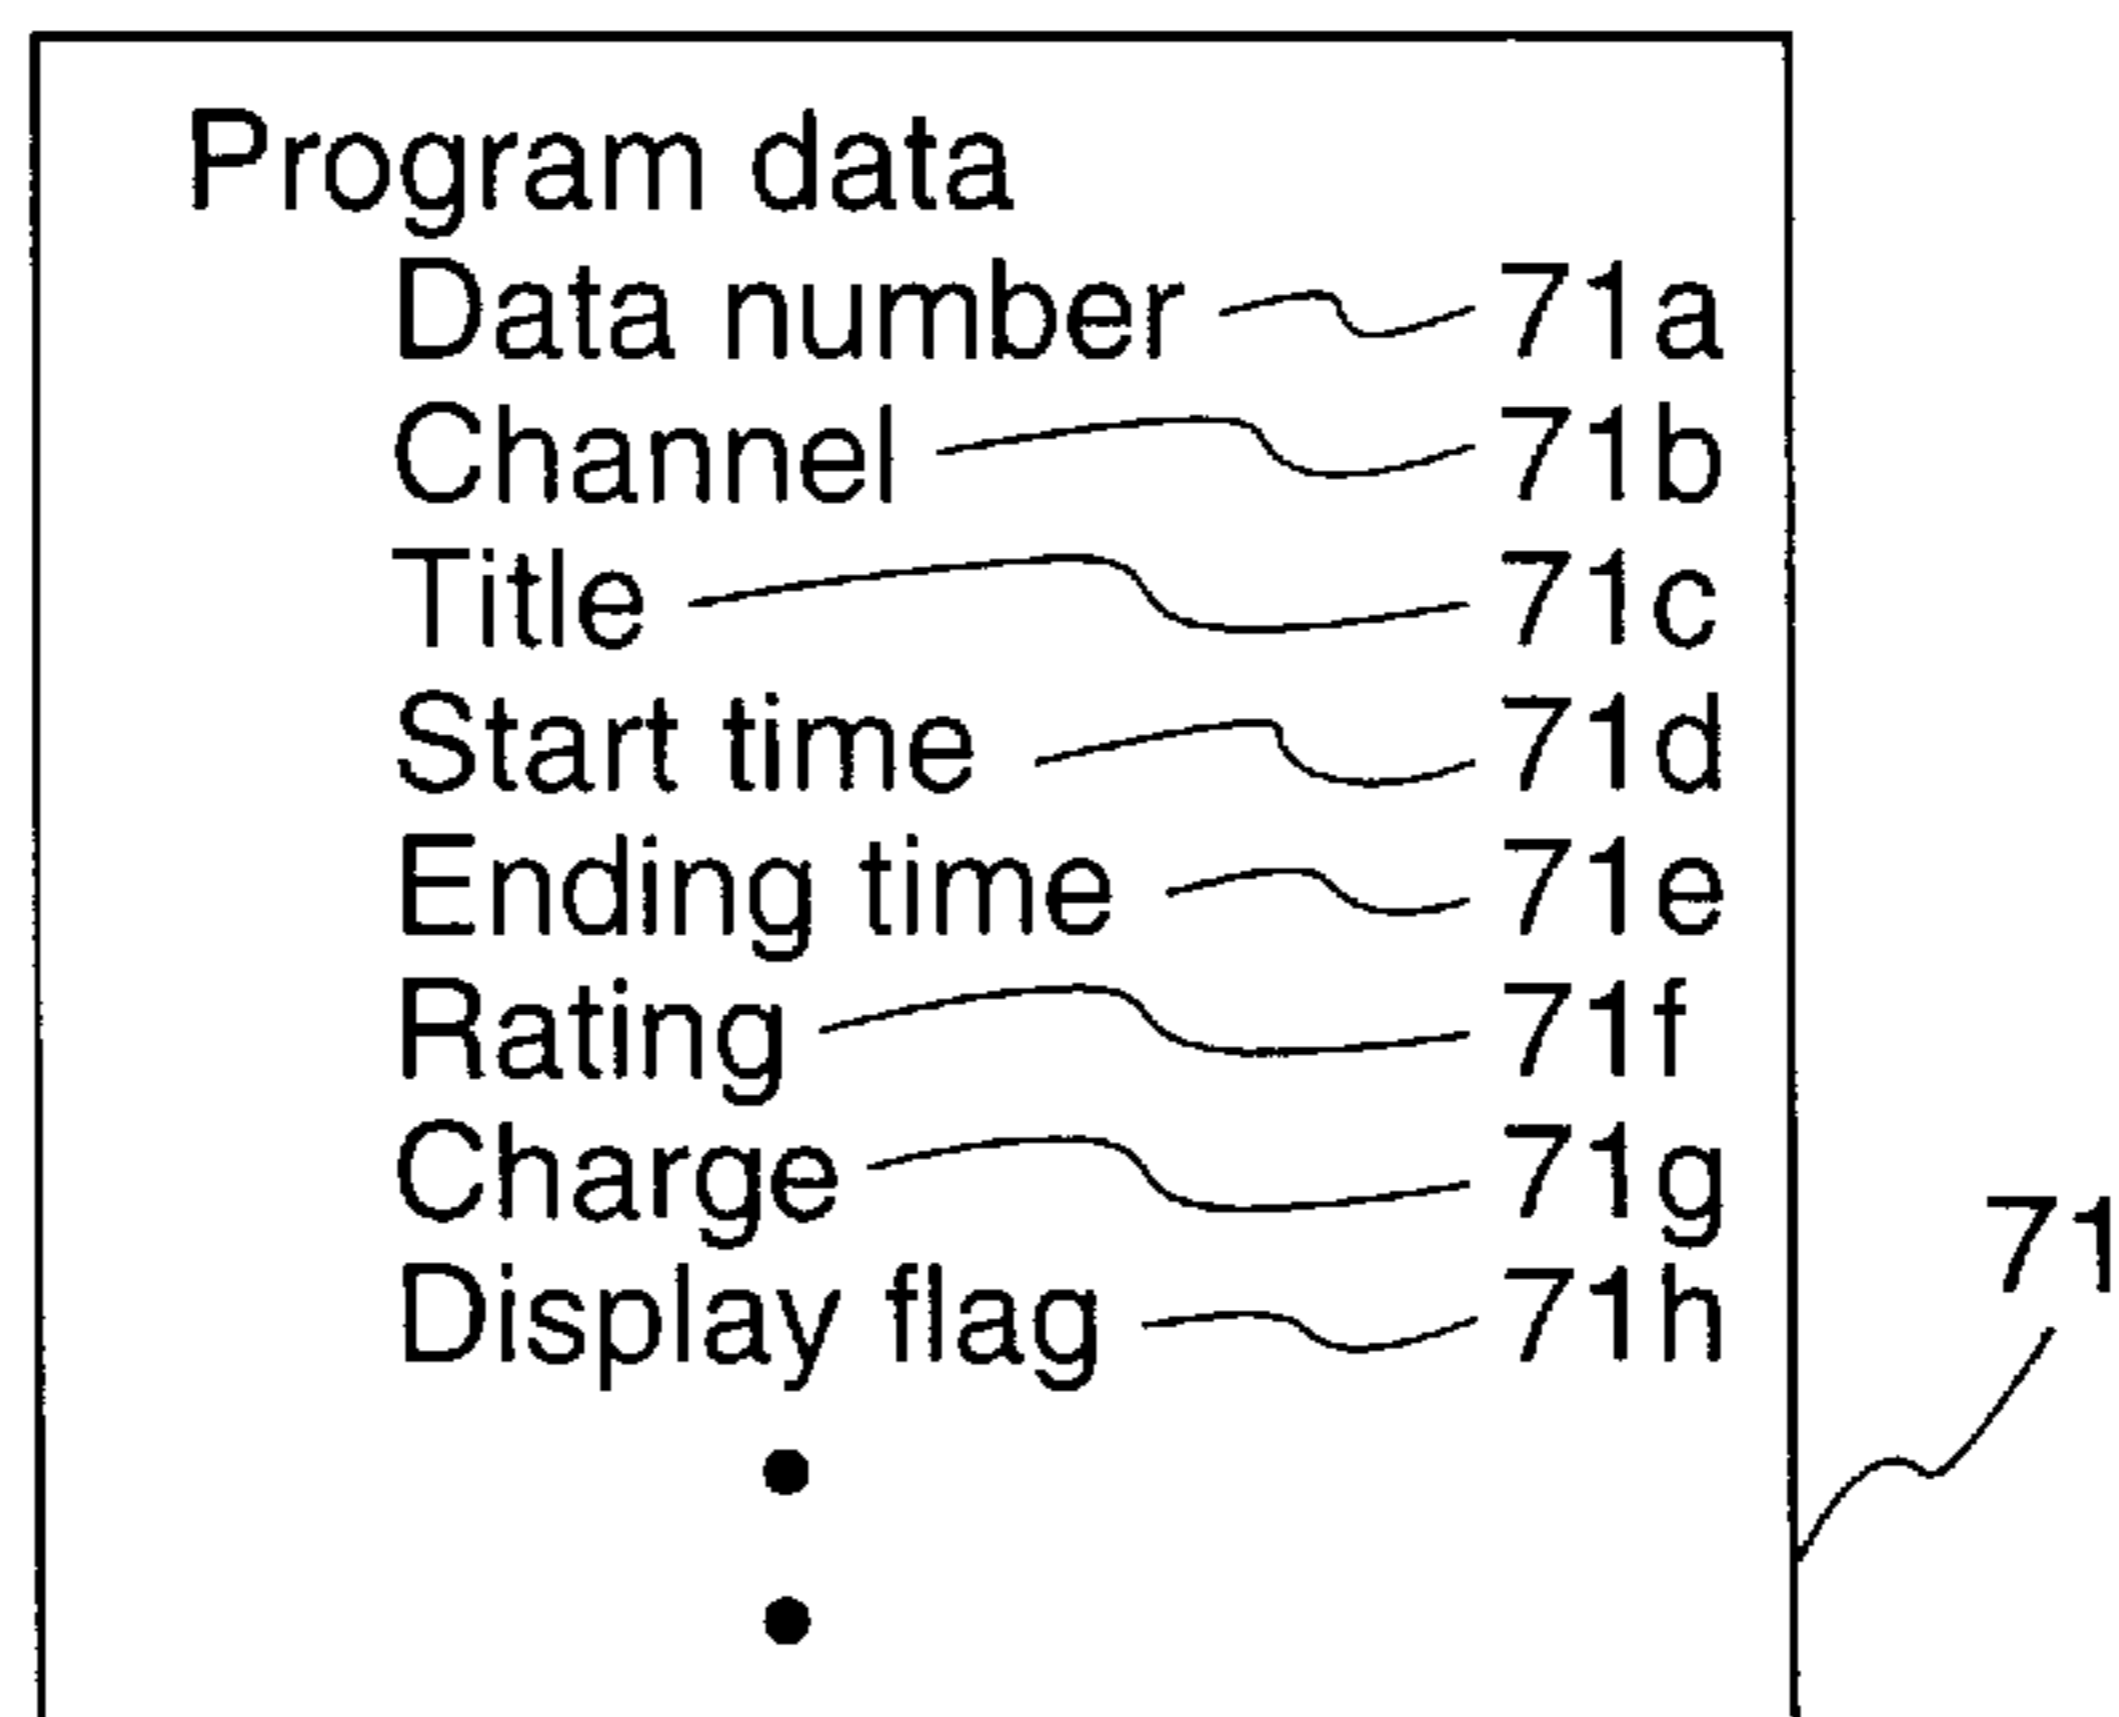 Program data
Data number 71a
Channel 71b
Title 71c
Start time 71d
Ending time 71e
Rating 71f
Charge 71g
Display flag 71h
71